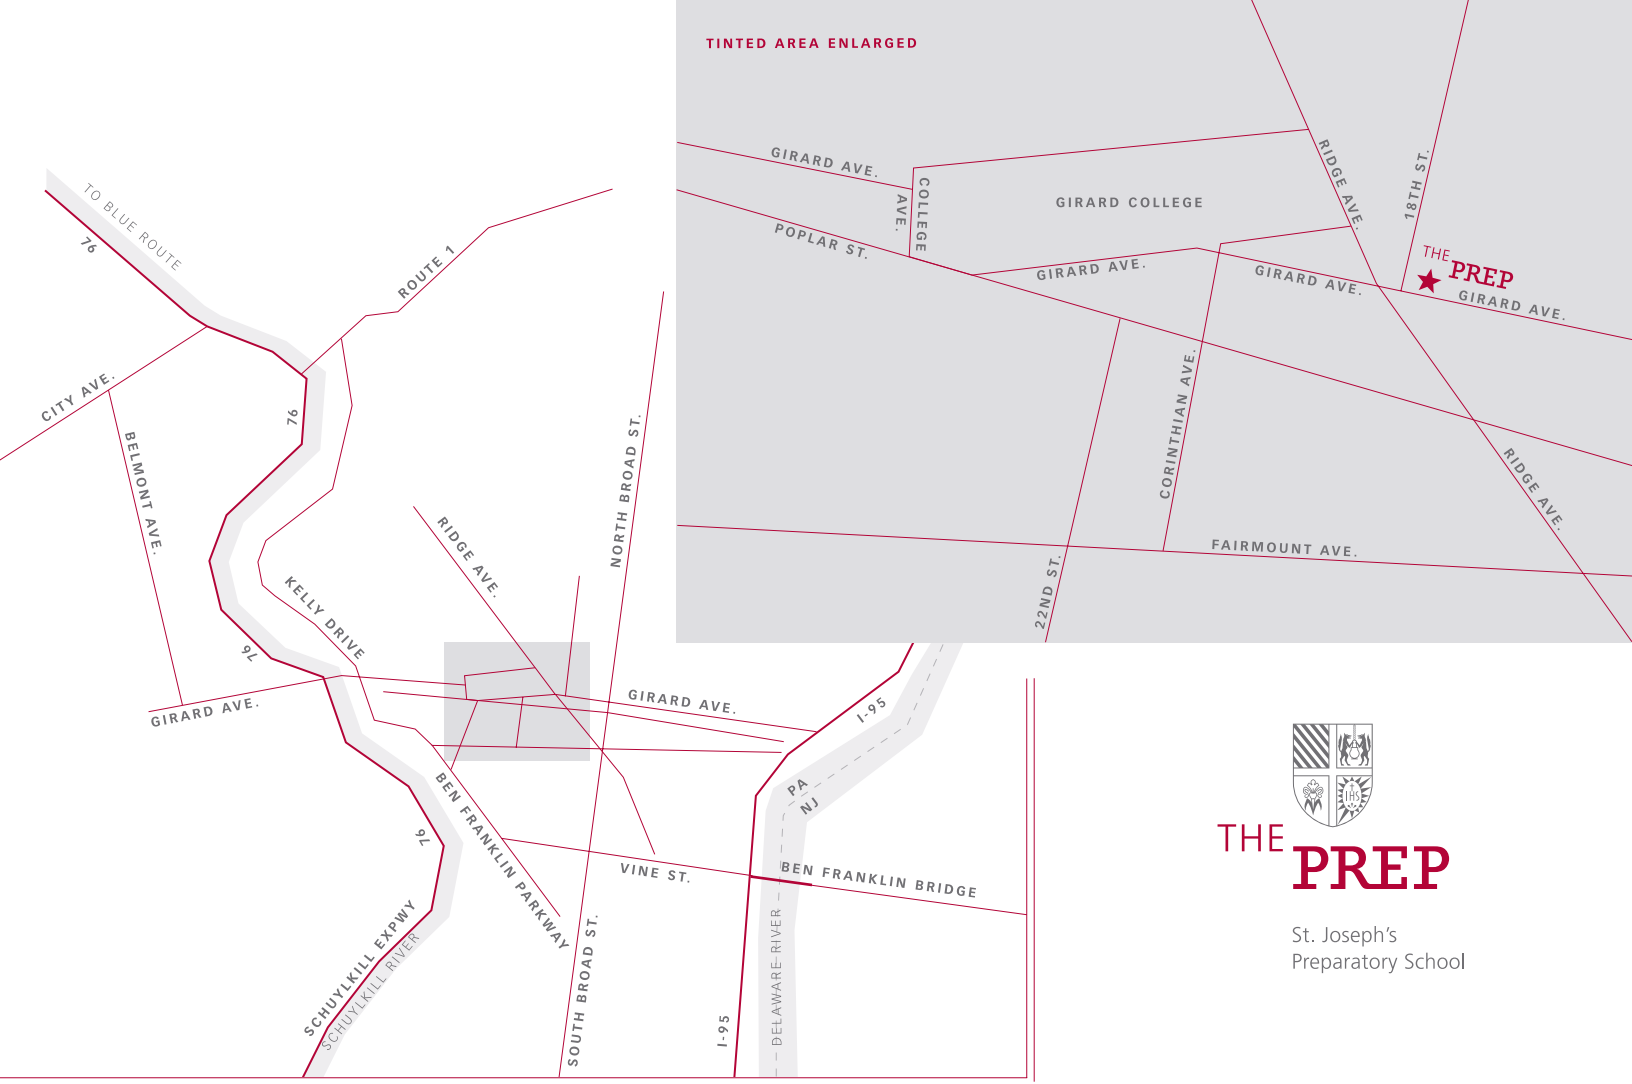 TINTED AREA ENLARGED
GIRARD AVE.
COLLEGE
AVE.
GIRARD COLLEGE
RIDGE AVE.
18TH ST.
POPLAR ST.
GIRARD AVE.
GIRARD AVE.
THE
PREP
GIRARD AVE.
CORINTHIAN AVE.
RIDGE AVE.
FAIRMOUNT AVE.
22ND ST.
TO BLUE ROUTE
76
ROUTE 1
CITY AVE.
76
BELMONT AVE.
NORTH BROAD ST.
RIDGE AVE.
KELLY DRIVE
76
GIRARD AVE.
GIRARD AVE.
I-95
PA
NJ
BEN FRANKLIN PARKWAY
76
VINE ST.
BEN FRANKLIN BRIDGE
SCHUYLKILL EXPWY
SCHUYLKILL RIVER
SOUTH BROAD ST.
I-95
DELAWARE RIVER
IHS
THE
PREP
St. Joseph’s
Preparatory School